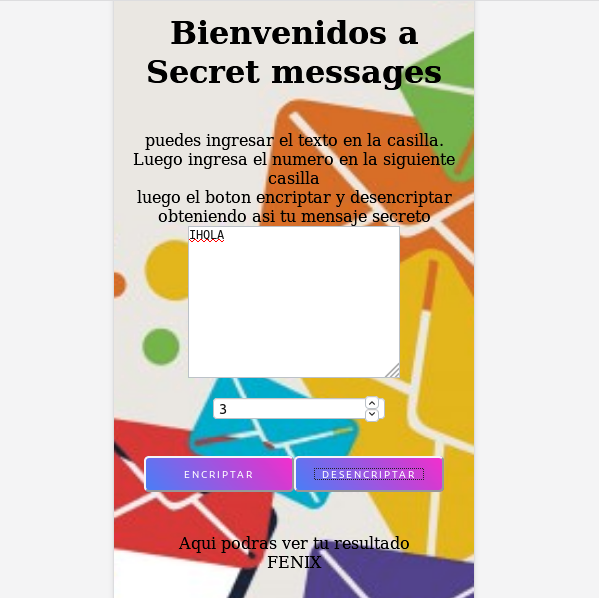 Bienvenidos a
Secret messages
puedes ingresar el texto en la casilla.
Luego ingresa el numero en la siguiente
casilla
luego el boton encriptar y desencriptar
obteniendo asi tu mensaje secreto
IHQLA
3
ENCRIPTAR DESENCRIPTAR
Aqui podras ver tu resultado
FENIX